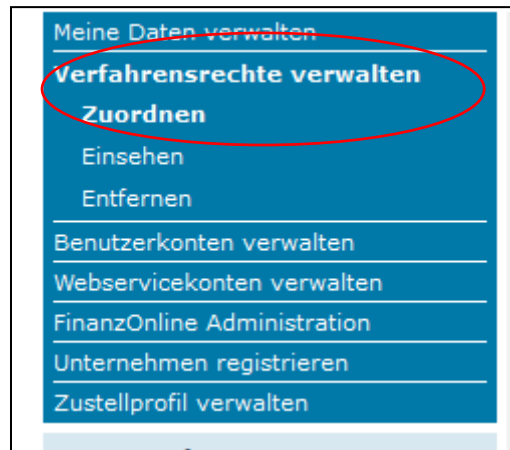 Meine Daten verwalten
Verfahrensrechte verwalten
Zuordnen
Einsehen
Entfernen
Benutzerkonten verwalten
Webservicekonten verwalten
FinanzOnline Administration
Unternehmen registrieren
Zustellprofil verwalten